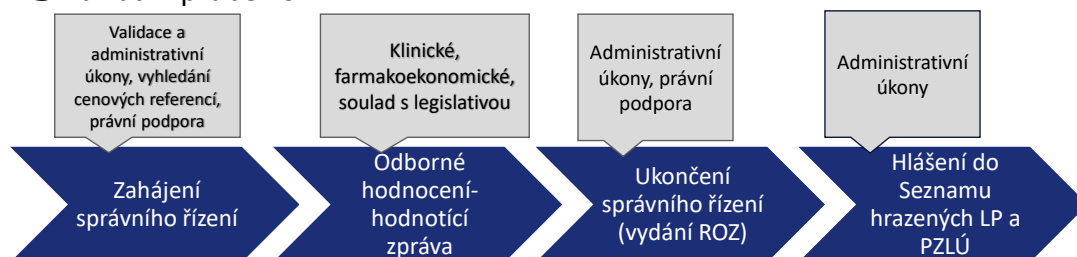 Validace a
administrativní
úkony, vyhledání
cenových referencí,
právní podpora
Klinické,
farmakoekonomické,
soulad s legislativou
Administrativní
úkony, právní
podpora
Administrativní
úkony
Zahájení
správního řízení
Odborné
hodnocení-
hodnotící
zpráva
Ukončení
správního řízení
(vydání ROZ)
Hlášení do
Seznamu
hrazených LP a
PZLÚ